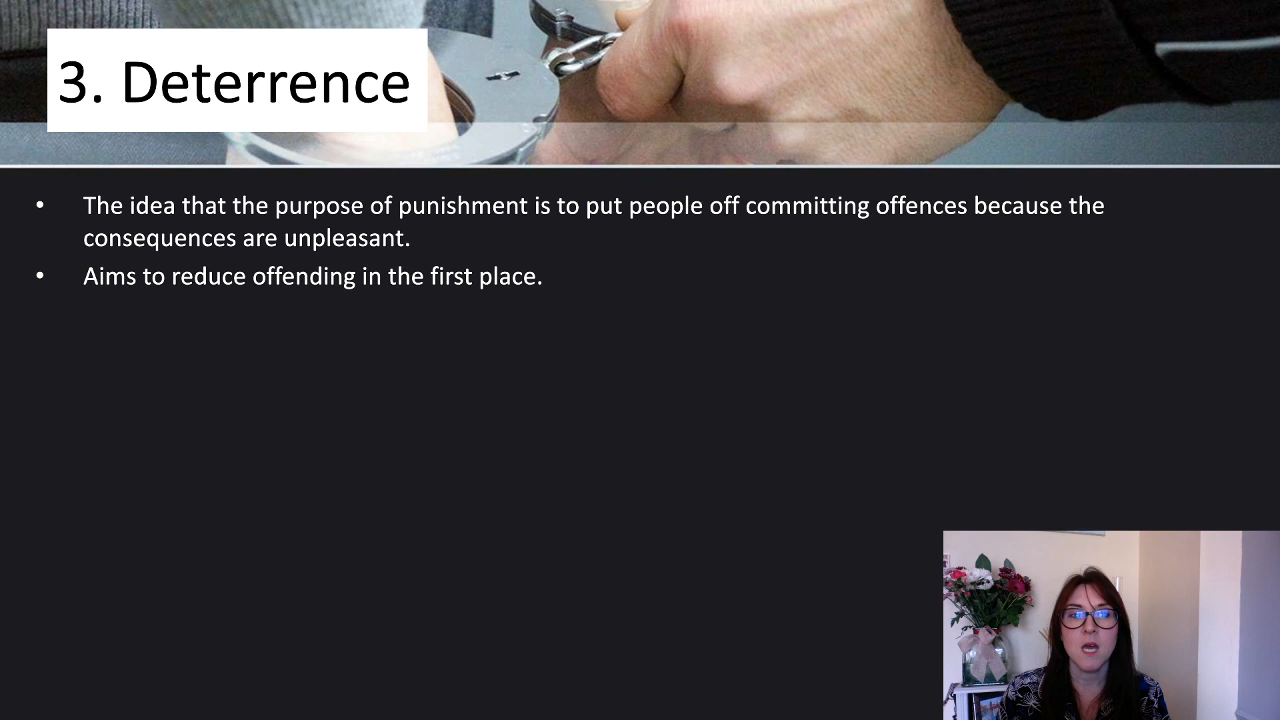 3. Deterrence
• The idea that the purpose of punishment is to put people off committing offences because the
consequences are unpleasant.
• Aims to reduce offending in the first place.